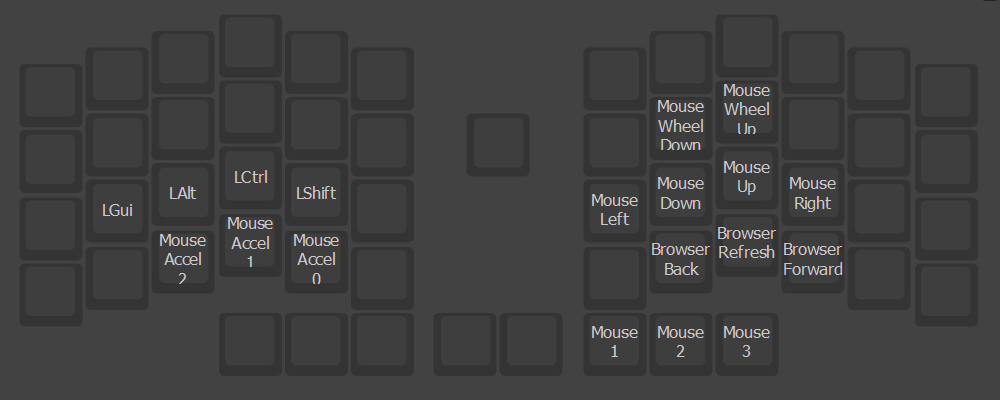 Mouse
Wheel
Up
Mouse
Wheel
Down
LGui
LAlt
LCtrl
LShift
Mouse
Left
Mouse
Down
Mouse
Up
Mouse
Right
Mouse
Accel
2
Mouse
Accel
1
Mouse
Accel
0
Browser
Back
Browser
Refresh
Browser
Forward
Mouse
1
Mouse
2
Mouse
3